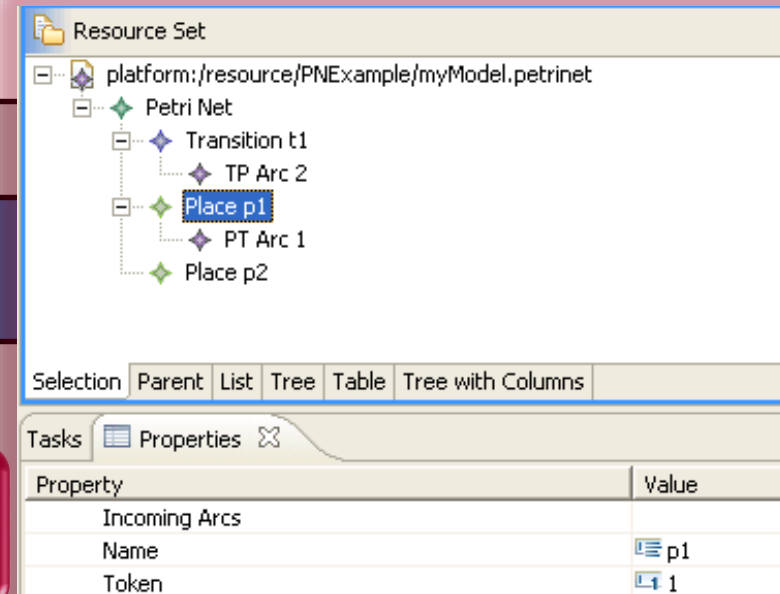 Resource Set
platform:/resource/PNExample/myModel.petrinet
Petri Net
Transition t1
TP Arc 2
Place p1
PT Arc 1
Place p2
Selection Parent List Tree Table Tree with Columns
Tasks Properties
Property Value
Incoming Arcs
Name p1
Token 1